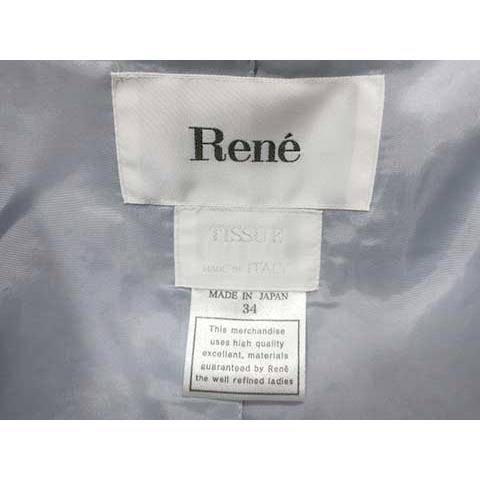 René
TISSUE
MADE IN ITALY
MADE IN JAPAN
34
This merchandise
uses high quality
excellent, materials
guaranteed by René
the well refined ladies